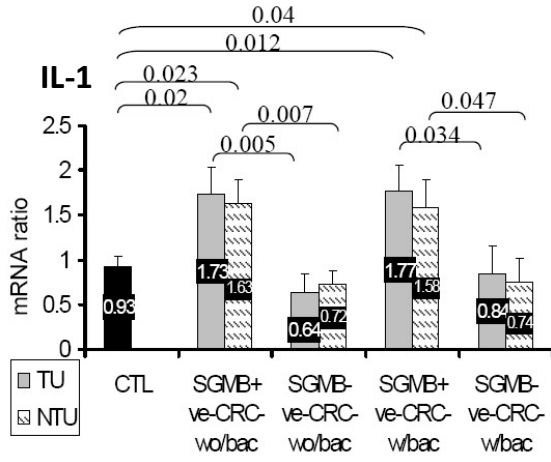 0.04
0.012
IL-1
0.023
0.02
0.007
0.005
0.047
0.034
mRNA ratio
2.5
2
1.5
1
0.5
0
0.93
1.73
1.63
0.64
0.72
1.77
1.58
0.84
0.74
TU
NTU
CTL
SGMB+
ve-CRC-
wo/bac
SGMB-
ve-CRC-
wo/bac
SGMB+
ve-CRC-
w/bac
SGMB-
ve-CRC-
w/bac